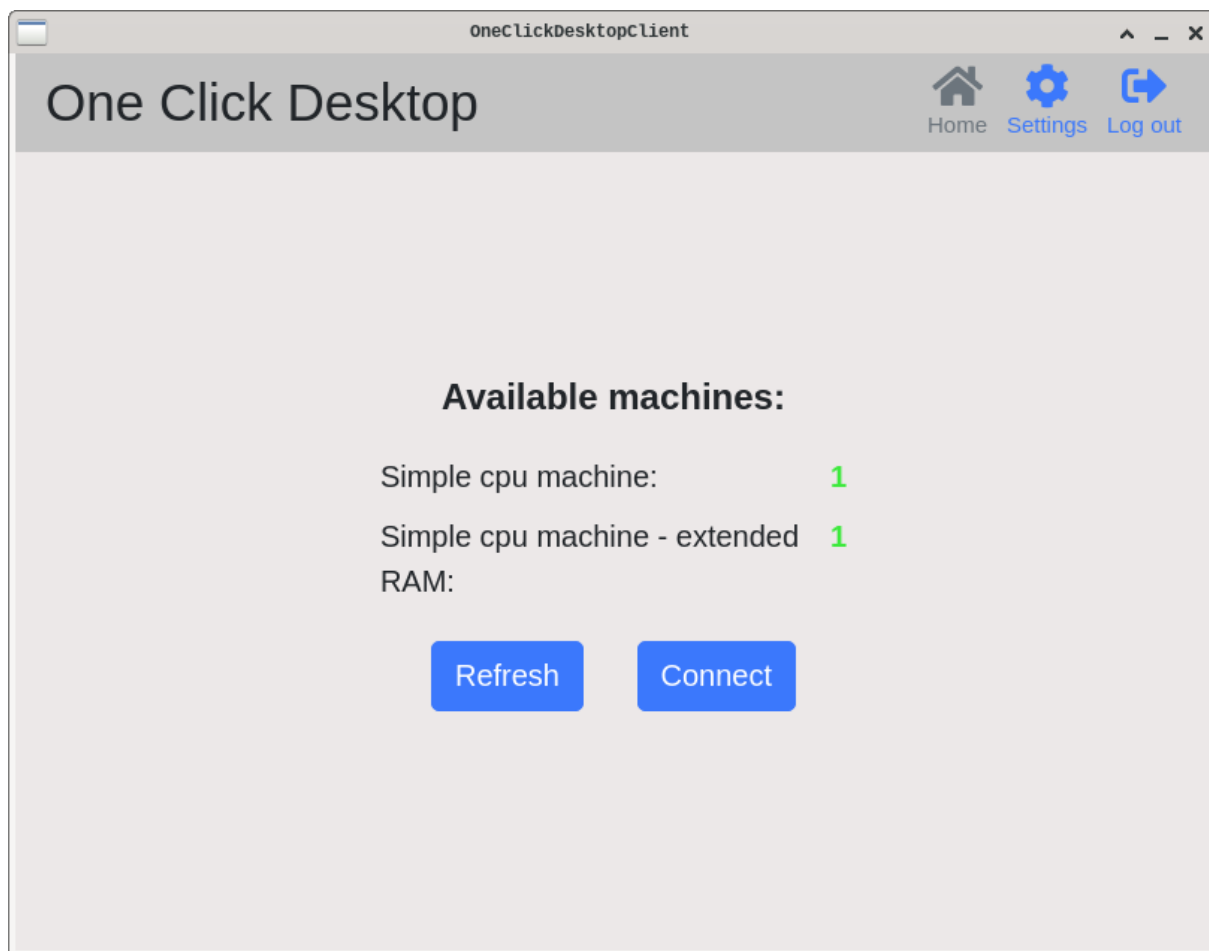 OneClickDesktopClient
One Click Desktop
Home Settings Log out
Available machines:
Simple cpu machine: 1
Simple cpu machine - extended 1
RAM:
Refresh Connect